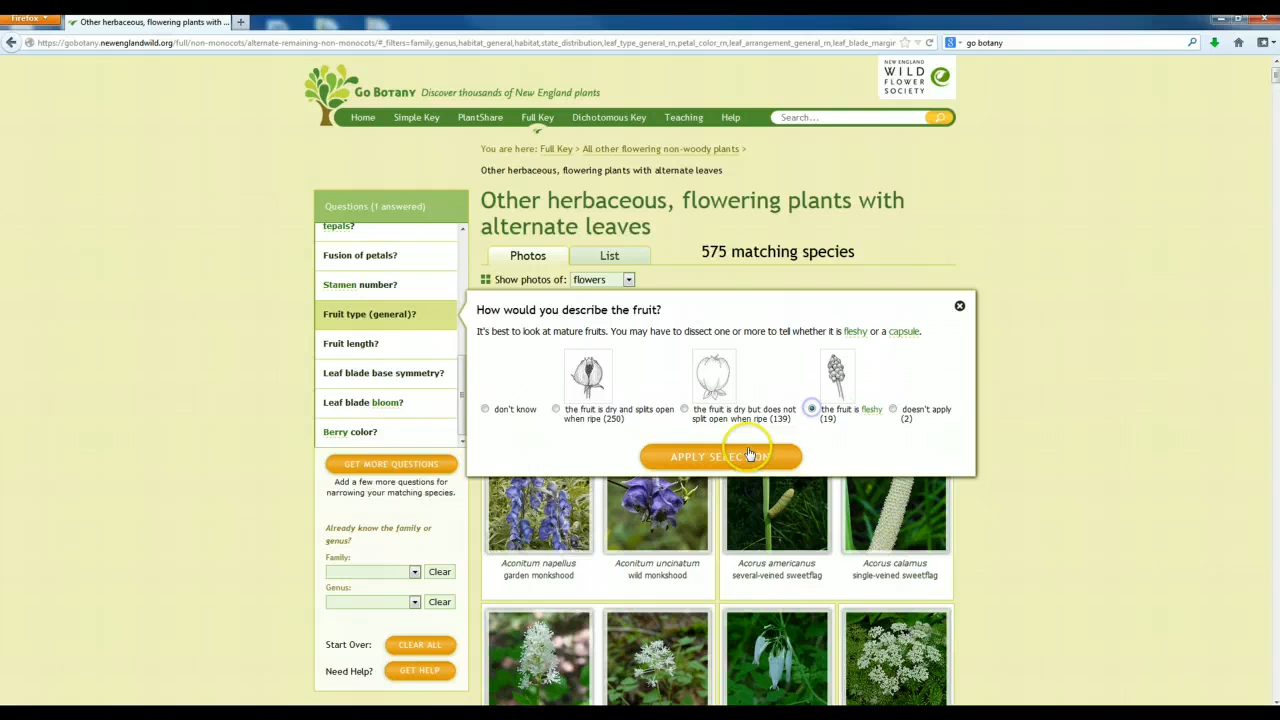 Firefox
Other herbaceous, flowering plants with ...
https://gobotany.newenglandwild.org/full/non-monocots/alternate-remaining-non-monocots/#_filters=family,genus,habitat_general,habitat,state_distribution,leaf_type_general_rn,petal_color_rn,leaf_arrangement_general_rn,leaf_blade_margin
go botany
NEW ENGLAND
WILD
FLOWER
SOCIETY
Go Botany Discover thousands of New England plants
Home Simple Key PlantShare Full Key Dichotomous Key Teaching Help Search...
You are here: Full Key > All other flowering non-woody plants >
Other herbaceous, flowering plants with alternate leaves
Questions (1 answered)
tepals?
Fusion of petals?
Stamen number?
Fruit type (general)?
Fruit length?
Leaf blade base symmetry?
Leaf blade bloom?
Berry color?
GET MORE QUESTIONS
Add a few more questions for
narrowing your matching species.
Already know the family or
genus?
Family:
Clear
Genus:
Clear
Start Over: CLEAR ALL
Need Help? GET HELP
Other herbaceous, flowering plants with
alternate leaves
Photos List 575 matching species
Show photos of: flowers
How would you describe the fruit?
It's best to look at mature fruits. You may have to dissect one or more to tell whether it is fleshy or a capsule.
don't know
the fruit is dry and splits open
when ripe (250)
the fruit is dry but does not
split open when ripe (139)
the fruit is fleshy
(19)
doesn't apply
(2)
APPLY SELECTION
Aconitum napellus
garden monkshood
Aconitum uncinatum
wild monkshood
Acorus americanus
several-veined sweetflag
Acorus calamus
single-veined sweetflag